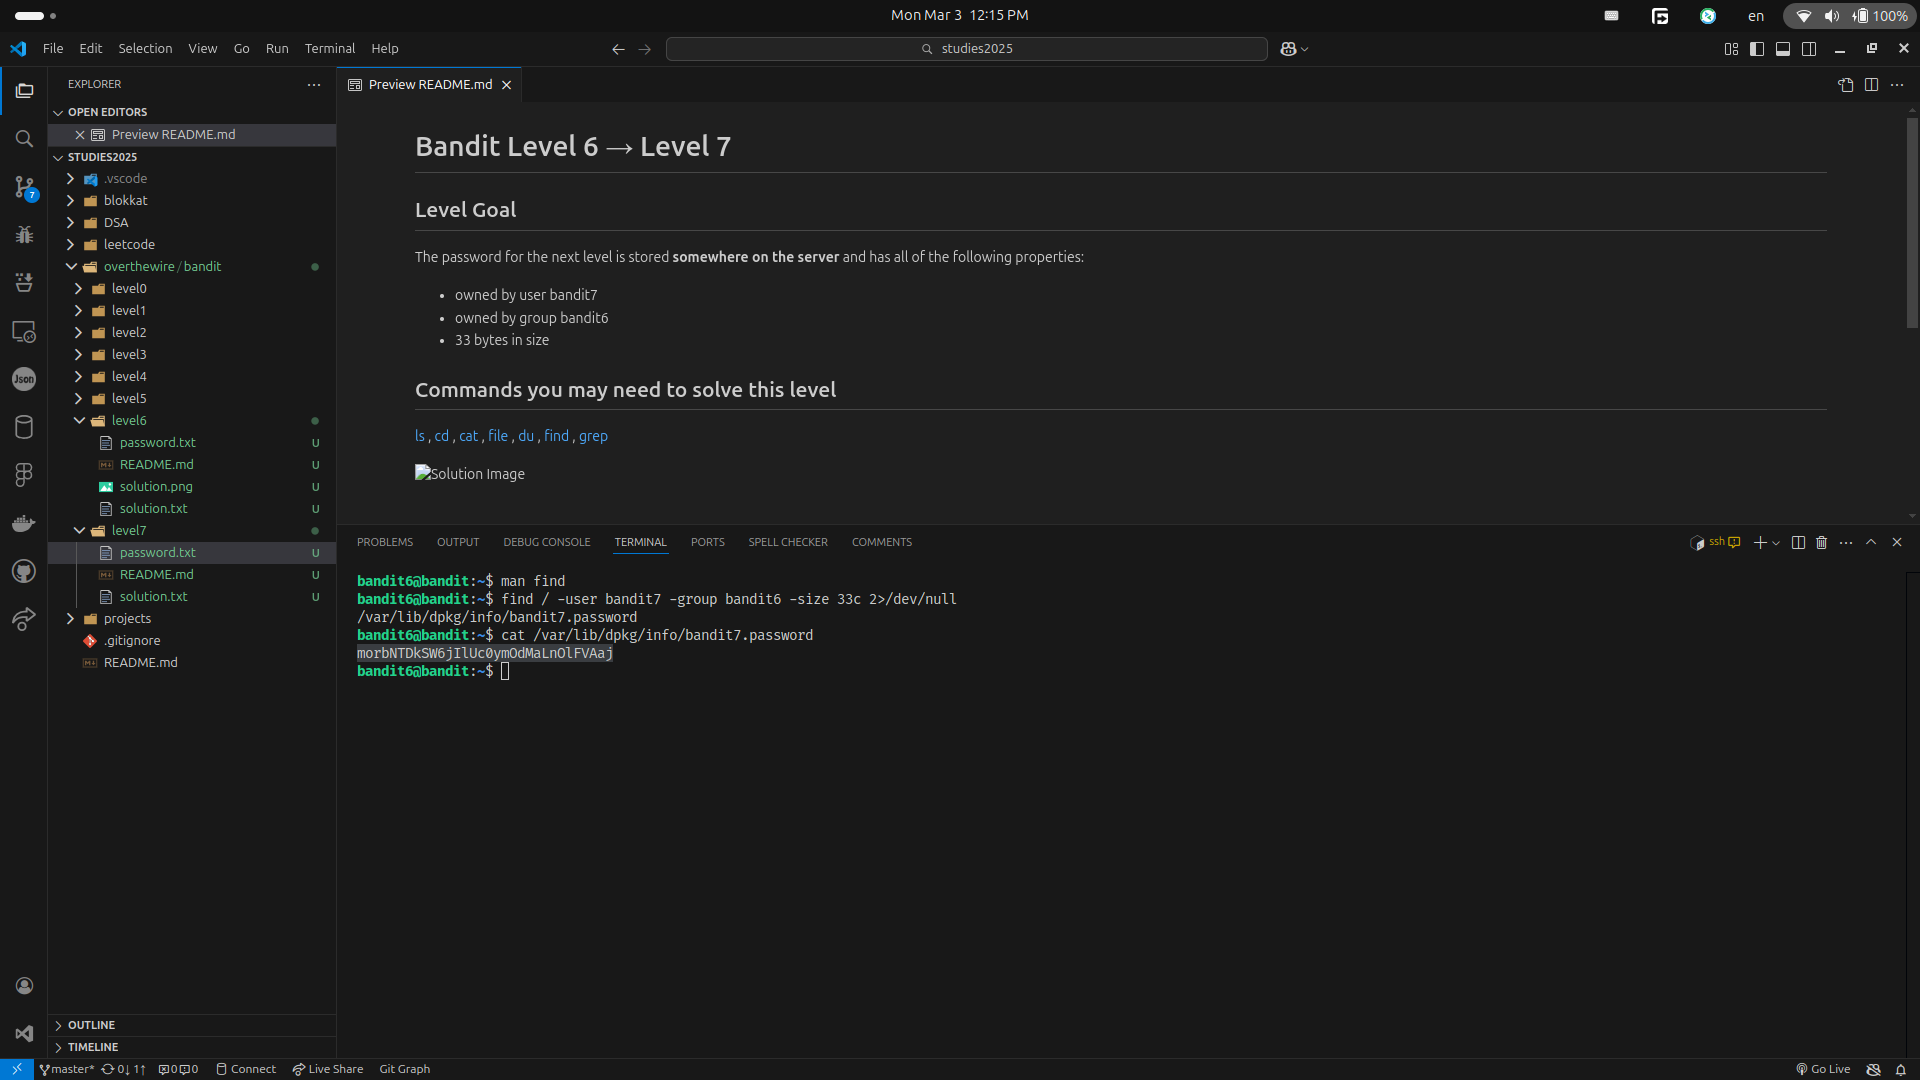 Mon Mar 3 12:15 PM
en
100%
File Edit Selection View Go Run Terminal Help
studies2025
EXPLORER
Preview README.md
OPEN EDITORS
Preview README.md
STUDIES2025
.vscode
blokkat
DSA
leetcode
overthewire / bandit
level0
level1
level2
level3
level4
level5
level6
password.txt U
README.md U
solution.png U
solution.txt U
level7
password.txt U
README.md U
solution.txt U
projects
.gitignore
README.md
OUTLINE
TIMELINE
7
Json
Bandit Level 6 → Level 7
Level Goal
The password for the next level is stored somewhere on the server and has all of the following properties:
• owned by user bandit7
• owned by group bandit6
• 33 bytes in size
Commands you may need to solve this level
ls , cd , cat , file , du , find , grep
Solution Image
PROBLEMS OUTPUT DEBUG CONSOLE TERMINAL PORTS SPELL CHECKER COMMENTS
ssh
bandit6@bandit:~$ man find
bandit6@bandit:~$ find / -user bandit7 -group bandit6 -size 33c 2>/dev/null
/var/lib/dpkg/info/bandit7.password
bandit6@bandit:~$ cat /var/lib/dpkg/info/bandit7.password
morbNTDkSW6jIlUc0ymOdMaLnOlFVAaj
bandit6@bandit:~$
master* 0↓ 1↑ 0 0 Connect Live Share Git Graph
Go Live